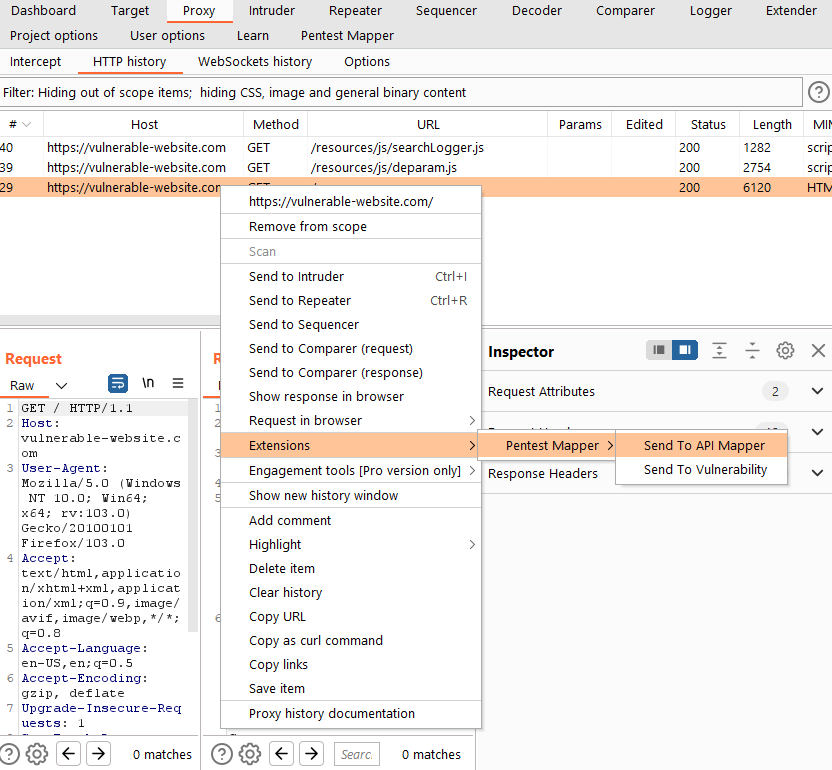 Dashboard Target Proxy Intruder Repeater Sequencer Decoder Comparer Logger Extender
Project options User options Learn Pentest Mapper
Intercept HTTP history WebSockets history Options
Filter: Hiding out of scope items; hiding CSS, image and general binary content ?
# Host Method URL Params Edited Status Length MIM
40 https://vulnerable-website.com GET /resources/js/searchLogger.js 200 1282 scrip
39 https://vulnerable-website.com GET /resources/js/deparam.js 200 2754 scrip
29 https://vulnerable-website.com GET / 200 6120 HTM
https://vulnerable-website.com/
Remove from scope
Scan
Send to Intruder Ctrl+I
Send to Repeater Ctrl+R
Send to Sequencer
Send to Comparer (request)
Send to Comparer (response)
Show response in browser
Request in browser
Extensions
Engagement tools [Pro version only]
Show new history window
Add comment
Highlight
Delete item
Clear history
Copy URL
Copy as curl command
Copy links
Save item
Proxy history documentation
Pentest Mapper
Send To API Mapper
Send To Vulnerability
Request
Raw \n
1 GET / HTTP/1.1
2 Host:
vulnerable-website.c
om
3 User-Agent:
Mozilla/5.0 (Windows
NT 10.0; Win64;
x64; rv:103.0)
Gecko/20100101
Firefox/103.0
4 Accept:
text/html,applicatio
n/xhtml+xml,applicat
ion/xml;q=0.9,image/
avif,image/webp,*/*;
q=0.8
5 Accept-Language:
en-US,en;q=0.5
6 Accept-Encoding:
gzip, deflate
7 Upgrade-Insecure-Req
uests: 1
? 0 matches
R
1
2
3
4
5
6
? Searc 0 matches
Inspector
Request Attributes 2
Response Headers